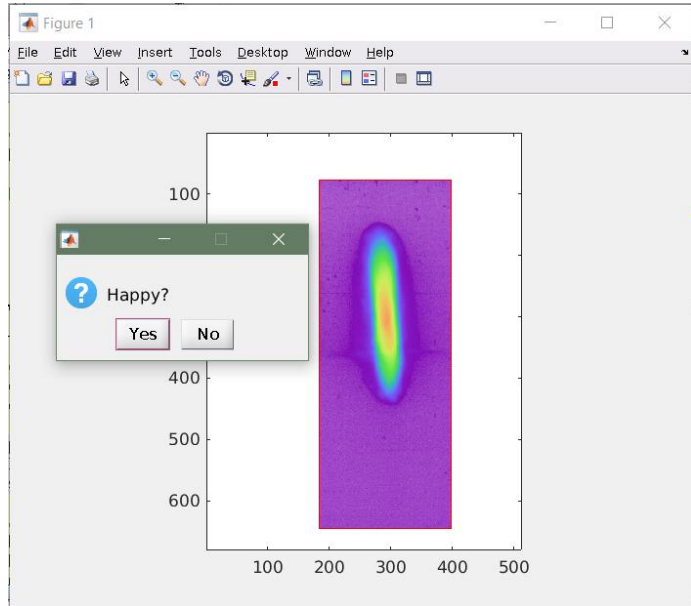 Figure 1
File Edit View Insert Tools Desktop Window Help
100
Happy?
Yes No
400
500
600
100 200 300 400 500